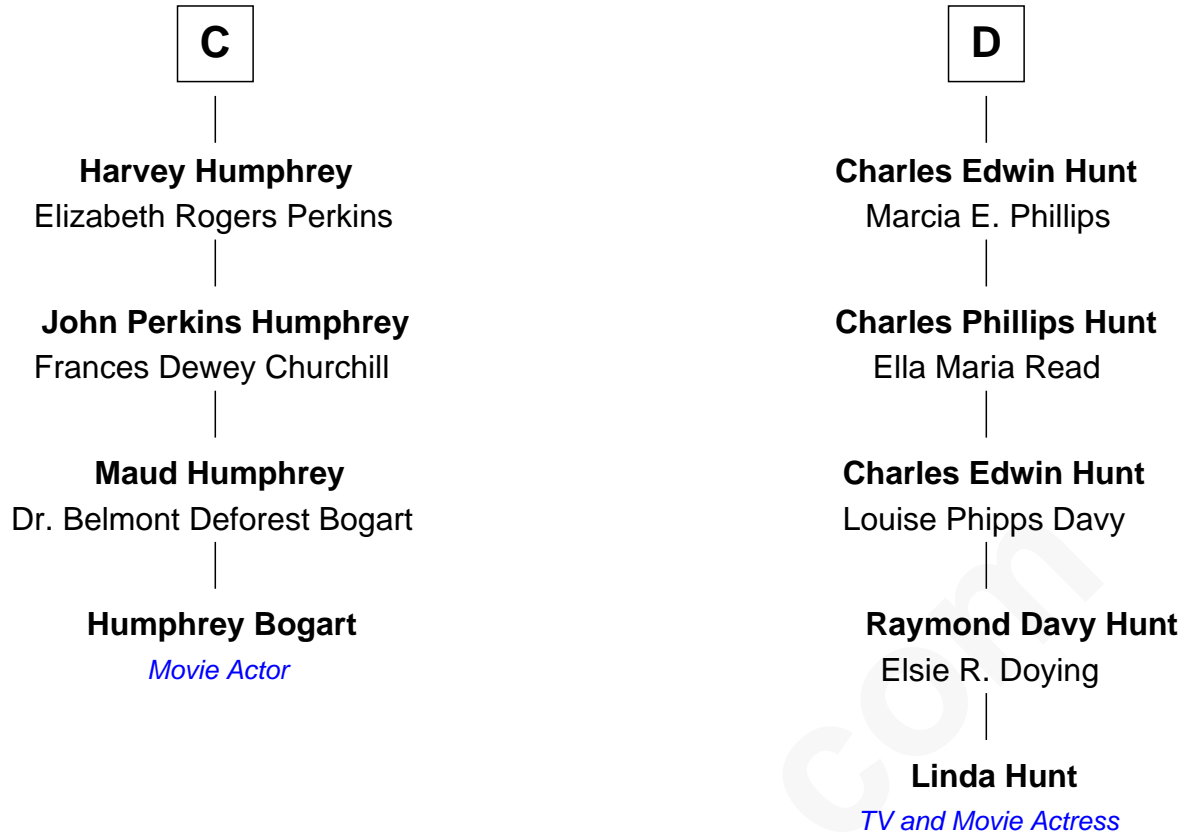 C
Harvey Humphrey
Elizabeth Rogers Perkins
John Perkins Humphrey
Frances Dewey Churchill
Maud Humphrey
Dr. Belmont Deforest Bogart
Humphrey Bogart
Movie Actor
D
Charles Edwin Hunt
Marcia E. Phillips
Charles Phillips Hunt
Ella Maria Read
Charles Edwin Hunt
Louise Phipps Davy
Raymond Davy Hunt
Elsie R. Doying
Linda Hunt
TV and Movie Actress
com